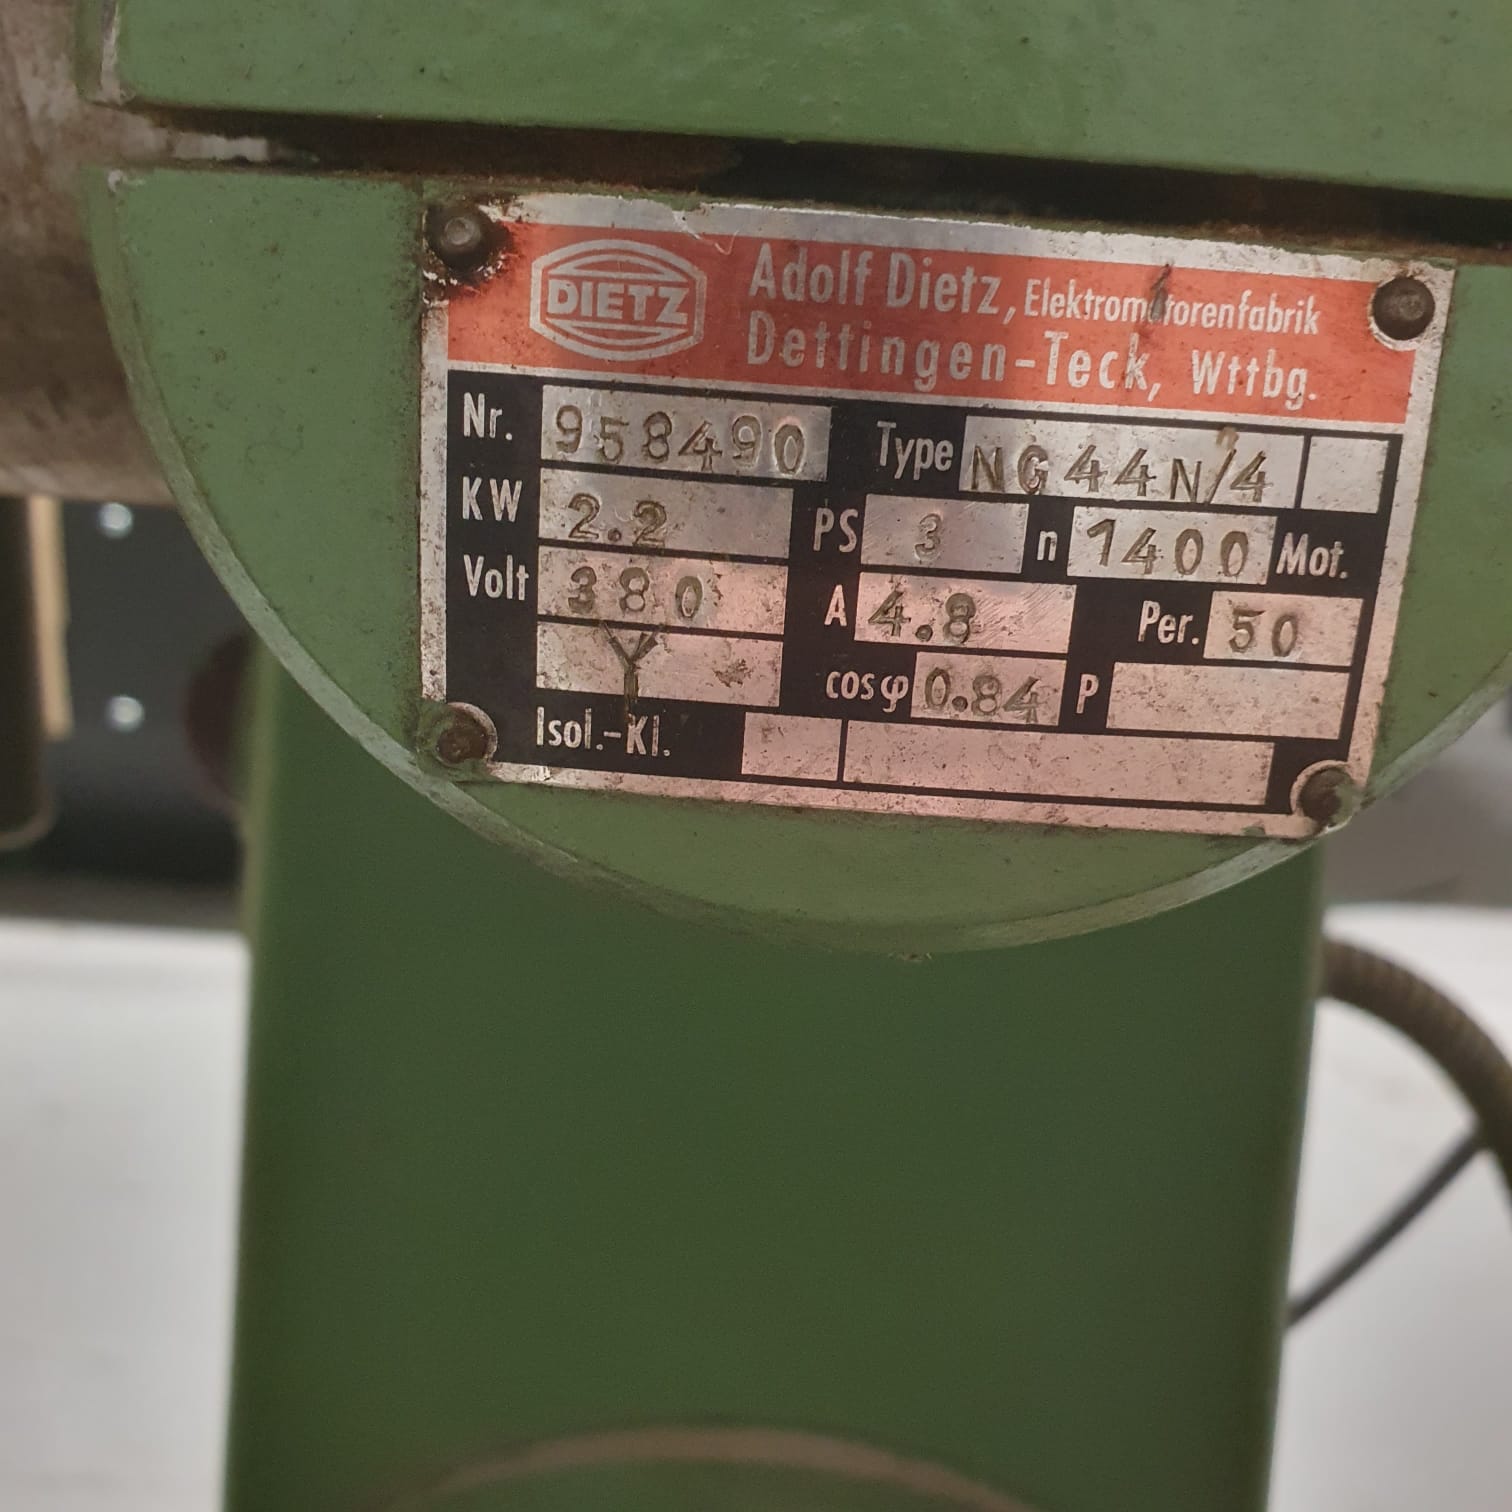 DIETZ
Adolf Dietz, Elektromotorenfabrik
Dettingen-Teck, Wttbg.
Nr. 958490 Type NG44N/4
KW 2.2 PS 3 n 1400 Mot.
Volt 380 A 4.8 Per. 50
Y cosφ 0.84 P
Isol.-Kl.